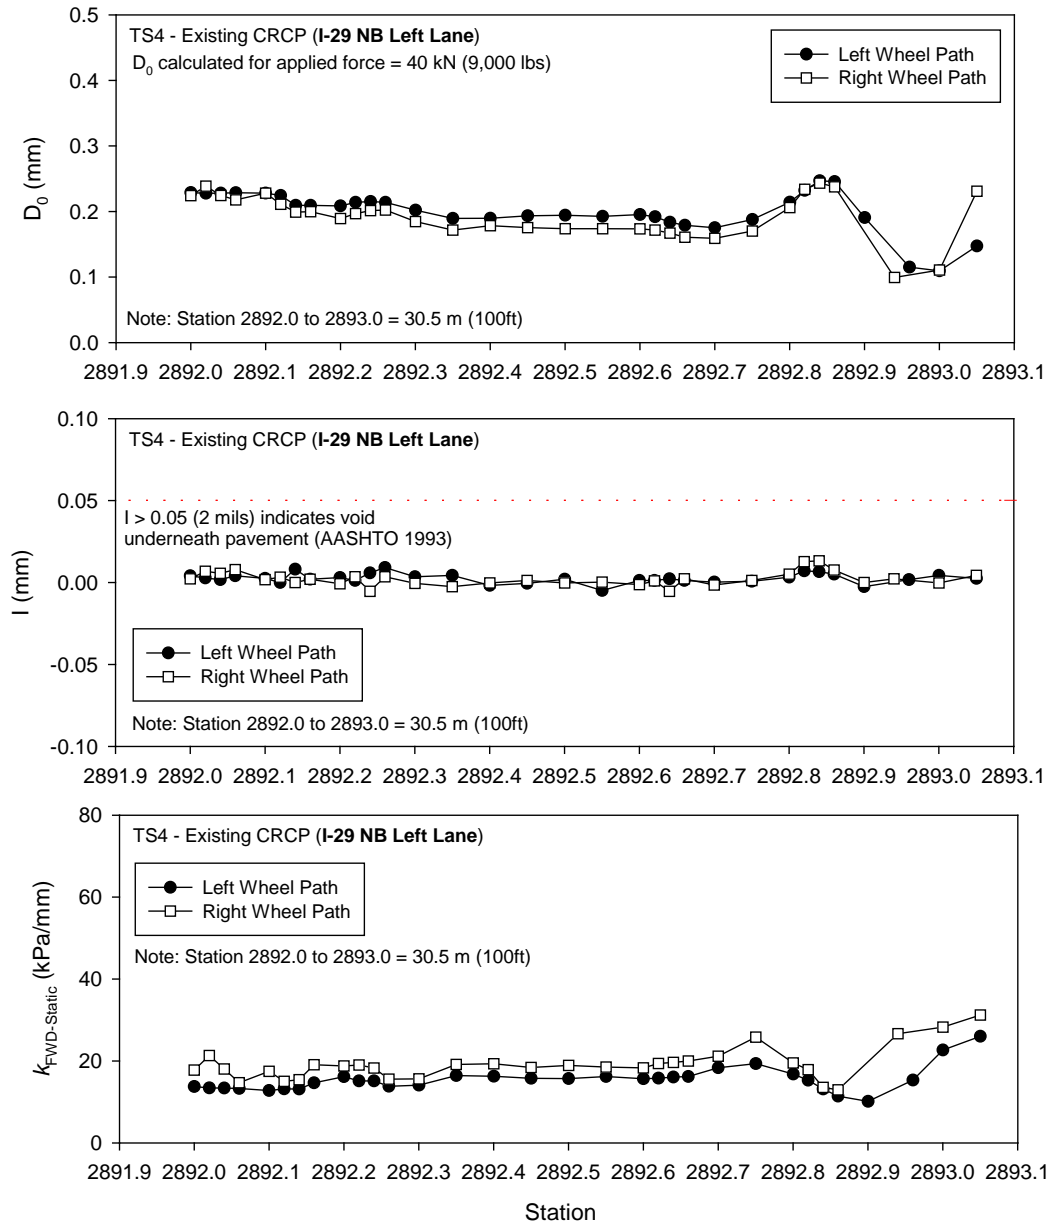 0.5
TS4 - Existing CRCP (I-29 NB Left Lane)
D0 calculated for applied force = 40 kN (9,000 lbs)
Left Wheel Path
Right Wheel Path
0.4
0.3
D0 (mm)
0.2
0.1
Note: Station 2892.0 to 2893.0 = 30.5 m (100ft)
0.0
2891.9 2892.0 2892.1 2892.2 2892.3 2892.4 2892.5 2892.6 2892.7 2892.8 2892.9 2893.0 2893.1
0.10
TS4 - Existing CRCP (I-29 NB Left Lane)
0.05
I > 0.05 (2 mils) indicates void
underneath pavement (AASHTO 1993)
I (mm)
0.00
Left Wheel Path
Right Wheel Path
-0.05
Note: Station 2892.0 to 2893.0 = 30.5 m (100ft)
-0.10
2891.9 2892.0 2892.1 2892.2 2892.3 2892.4 2892.5 2892.6 2892.7 2892.8 2892.9 2893.0 2893.1
80
TS4 - Existing CRCP (I-29 NB Left Lane)
Left Wheel Path
Right Wheel Path
60
Note: Station 2892.0 to 2893.0 = 30.5 m (100ft)
kFWD-Static (kPa/mm)
40
20
0
2891.9 2892.0 2892.1 2892.2 2892.3 2892.4 2892.5 2892.6 2892.7 2892.8 2892.9 2893.0 2893.1
Station